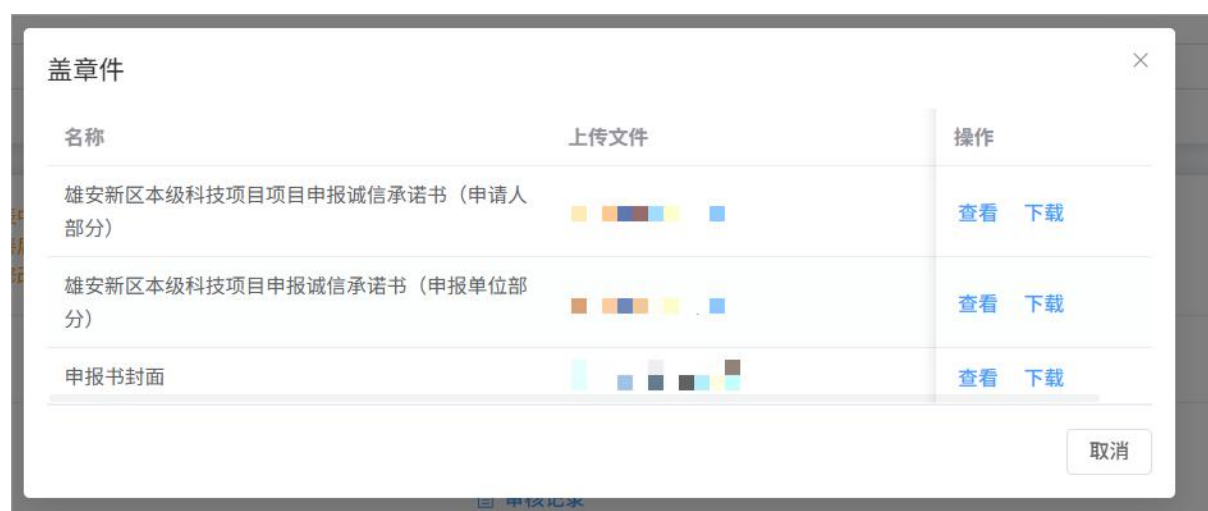 盖章件
名称 上传文件 操作
雄安新区本级科技项目项目申报诚信承诺书（申请人
部分）
查看 下载
雄安新区本级科技项目申报诚信承诺书（申报单位部
分）
查看 下载
申报书封面 查看 下载
取消
审核记录